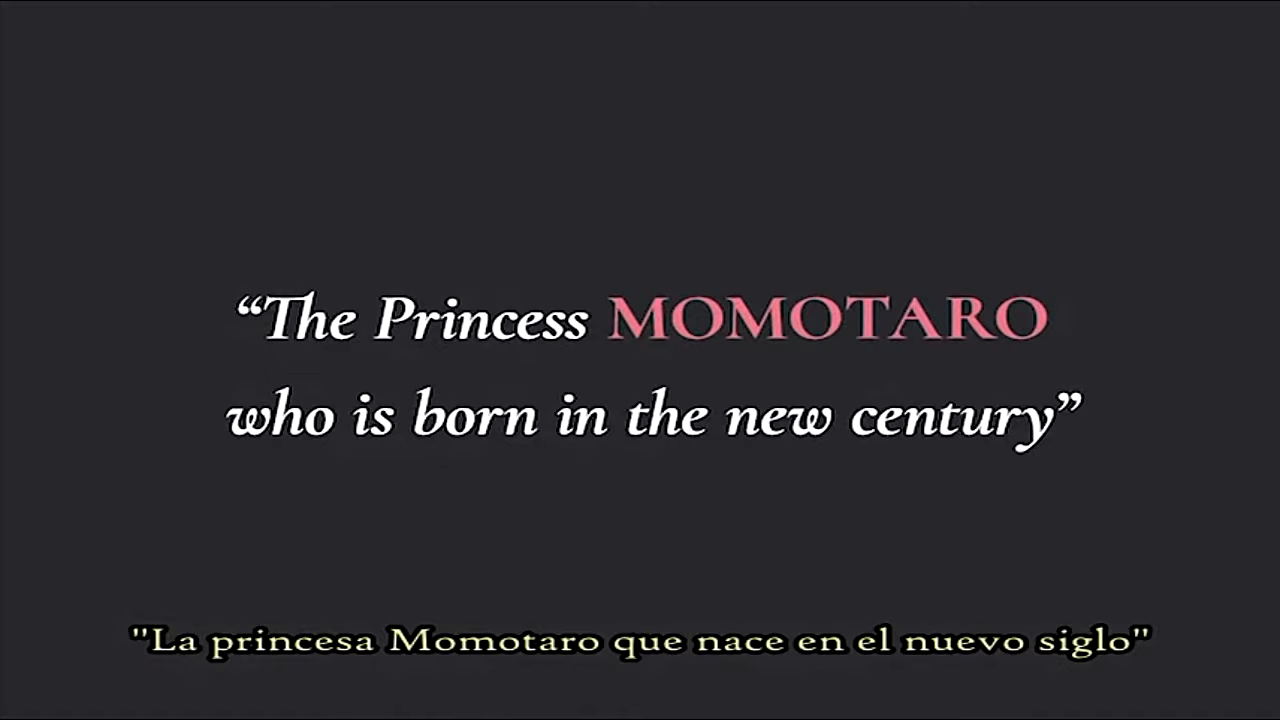 “The Princess MOMOTARO
who is born in the new century”
"La princesa Momotaro que nace en el nuevo siglo"